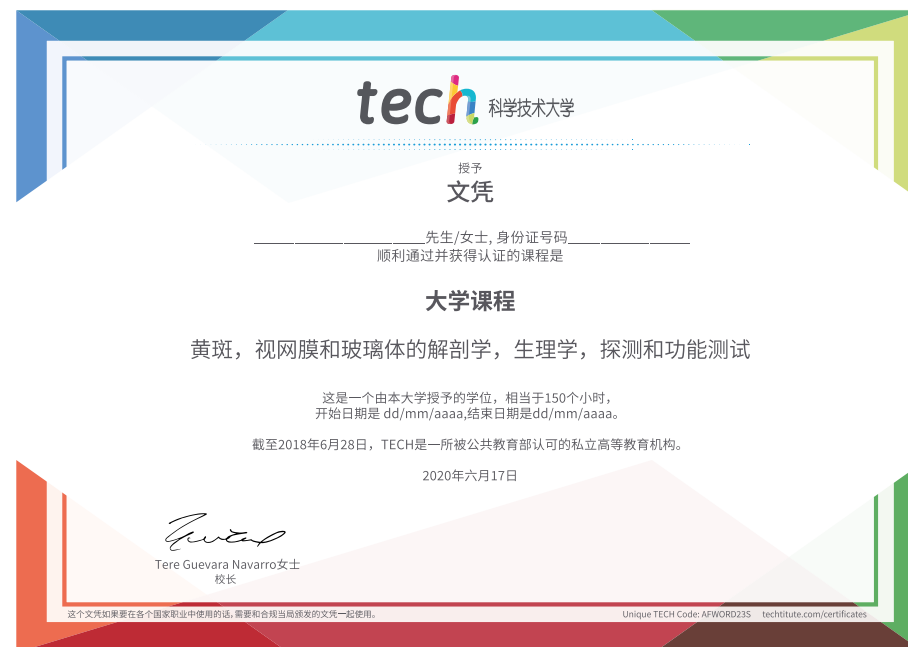 tech 科学技术大学
授予
文凭
____________________先生/女士, 身份证号码______________
顺利通过并获得认证的课程是
大学课程
黄斑，视网膜和玻璃体的解剖学，生理学，探测和功能测试
这是一个由本大学授予的学位，相当于150个小时，
开始日期是 dd/mm/aaaa,结束日期是dd/mm/aaaa。
截至2018年6月28日，TECH是一所被公共教育部认可的私立高等教育机构。
2020年六月17日
Tere Guevara Navarro女士
校长
这个文凭如果要在各个国家职业中使用的话,需要和合规当局颁发的文凭一起使用。
Unique TECH Code: AFWORD23S techtitute.com/certificates